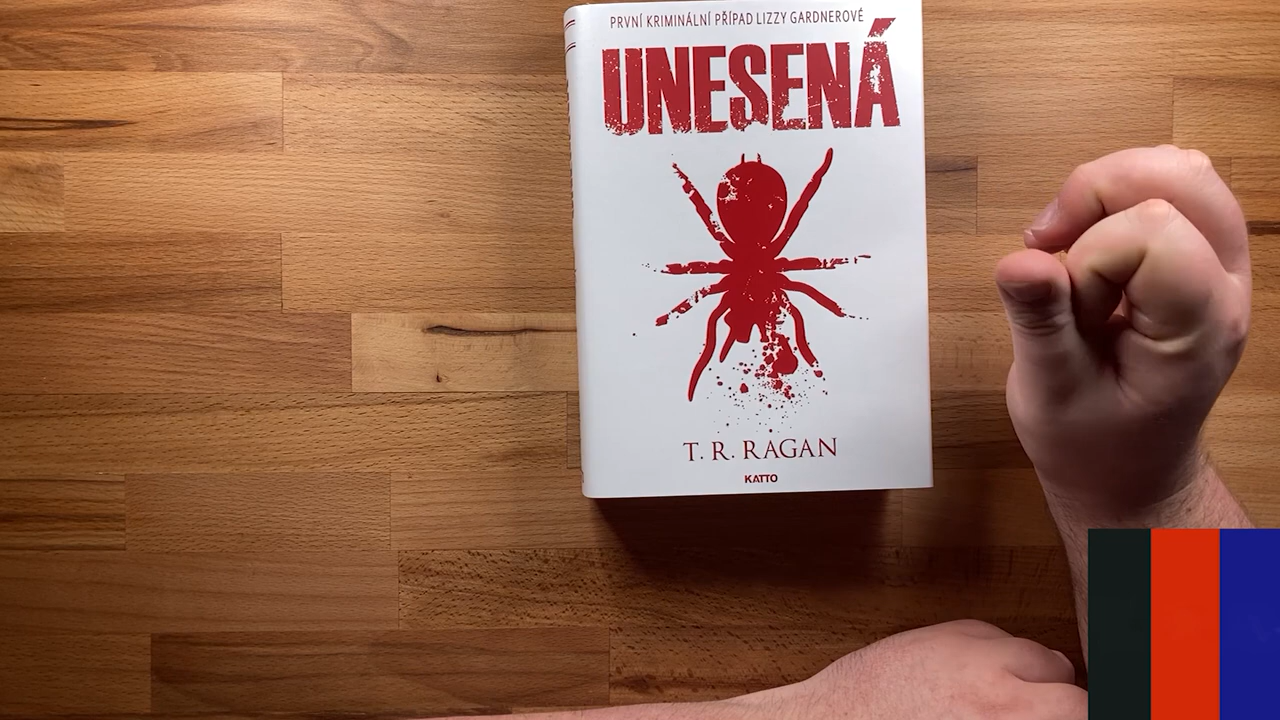 PRVNÍ KRIMINÁLNÍ PŘÍPAD LIZZY GARDNEROVÉ
UNESENÁ
T. R. RAGAN
KATTO